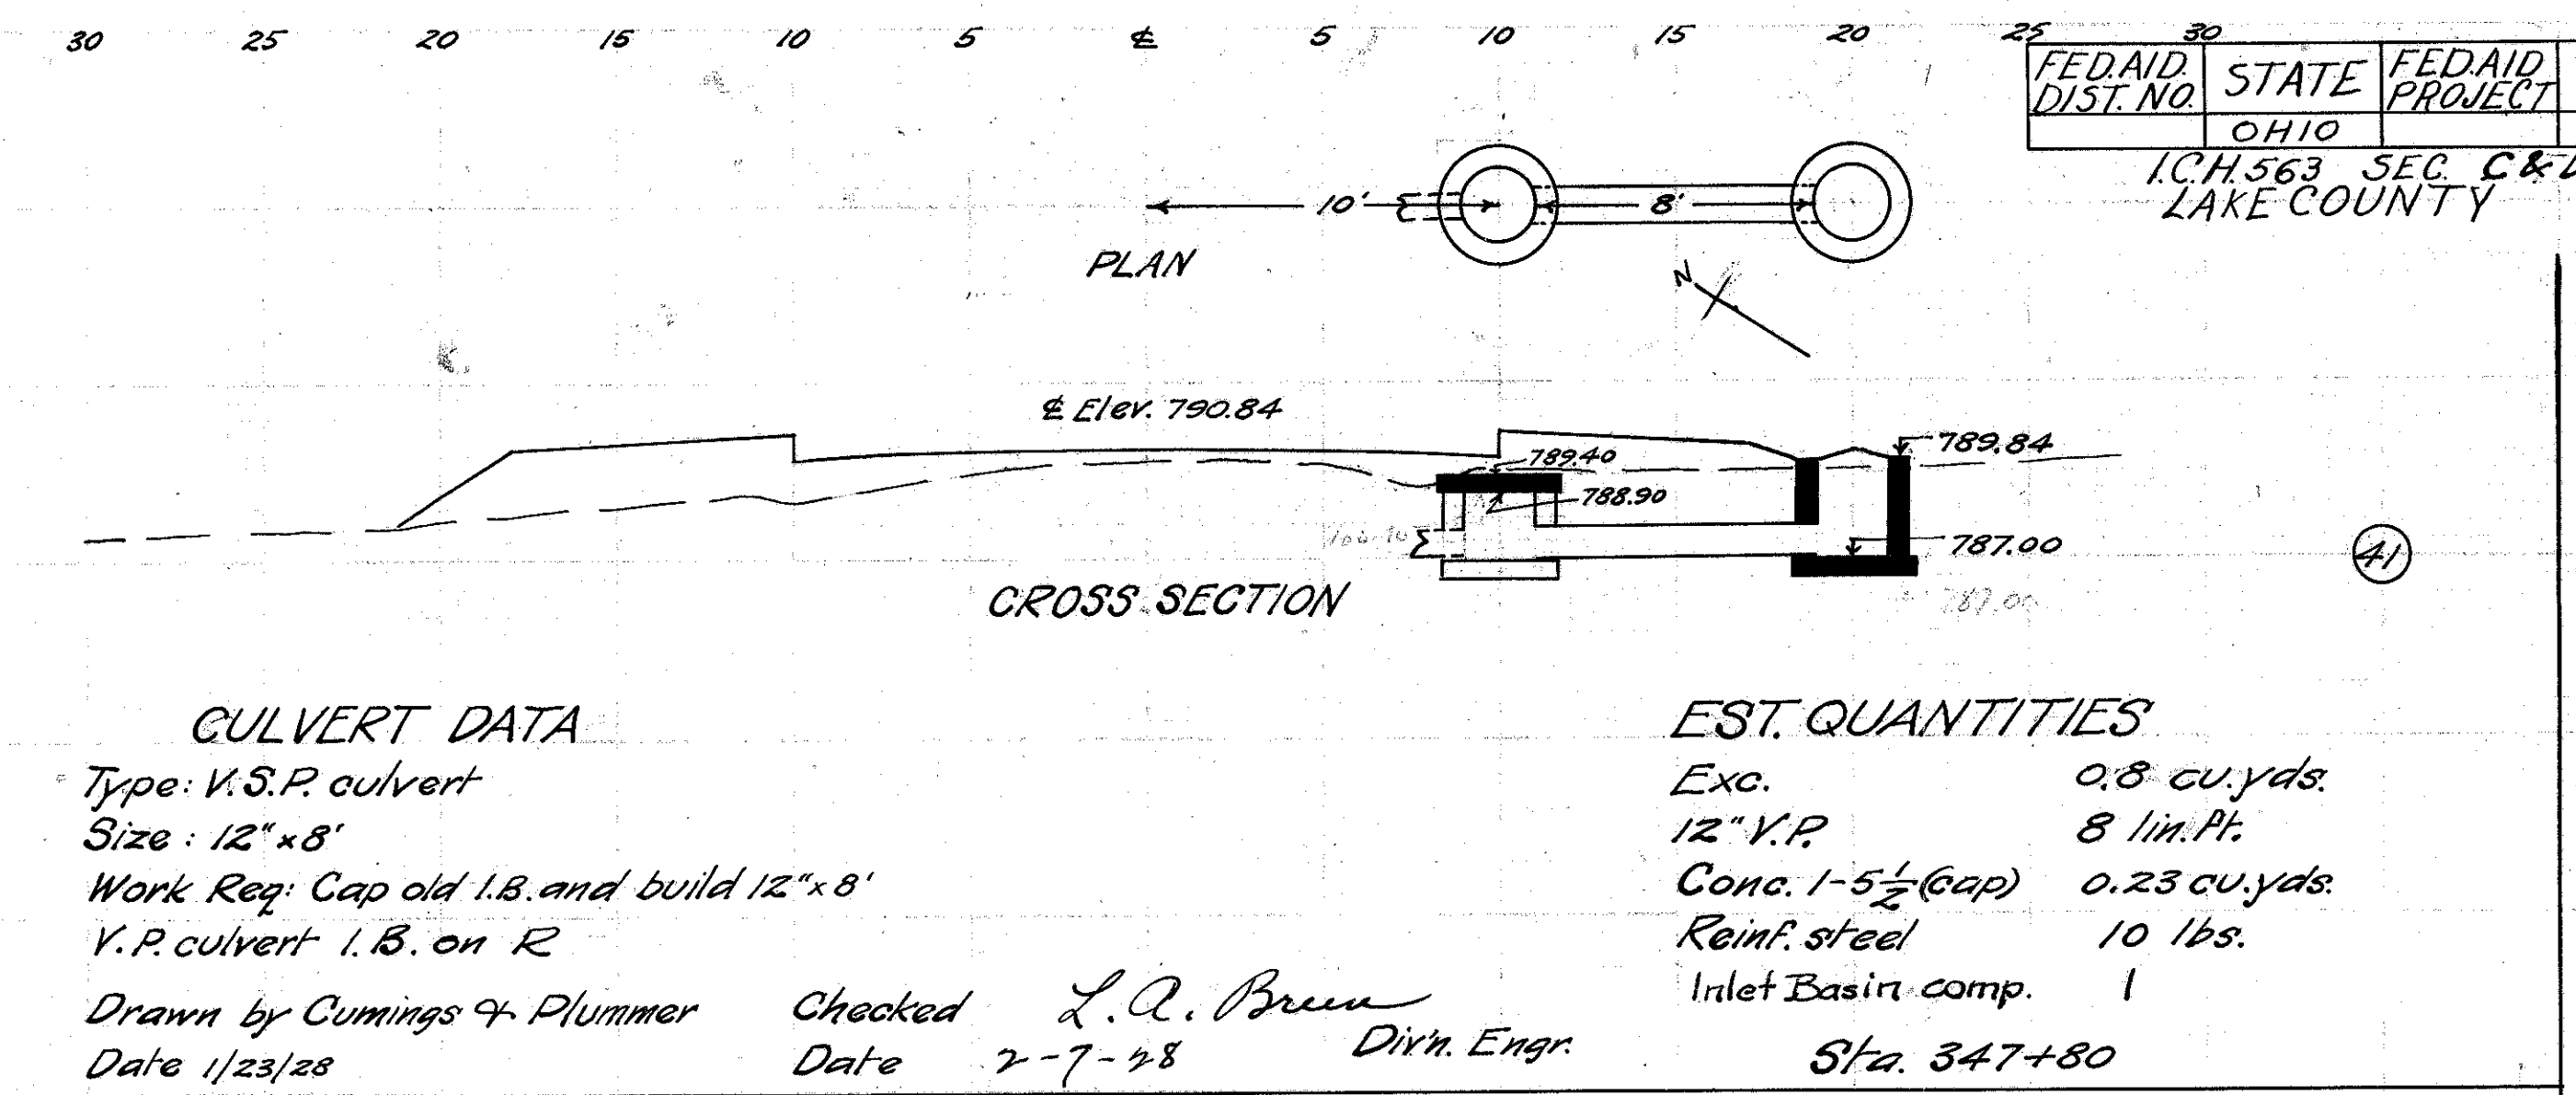 30 25 20 15 10 5 ℄ 5 10 15 20 25 30
FED.AID. DIST. NO. STATE FED.AID PROJECT
OHIO
I.C.H. 563 SEC. C &
LAKE COUNTY
10' 8'
PLAN
N
℄ Elev. 790.84
789.84
789.40
788.90
787.00
41
CROSS SECTION
787.00
CULVERT DATA
Type: V.S.P. culvert
Size: 12"x8'
Work Req: Cap old I.B. and build 12"x8'
V.P. culvert I.B. on R
Drawn by Cumings & Plummer
Date 1/23/28
Checked L.A. Breen Div'n. Engr.
Date 2-7-28
EST. QUANTITIES
Exc. 0.8 cu.yds.
12" V.P. 8 lin.ft.
Conc. 1-5½ (cap) 0.23 cu.yds.
Reinf. steel 10 lbs.
Inlet Basin comp. 1
Sta. 347+80